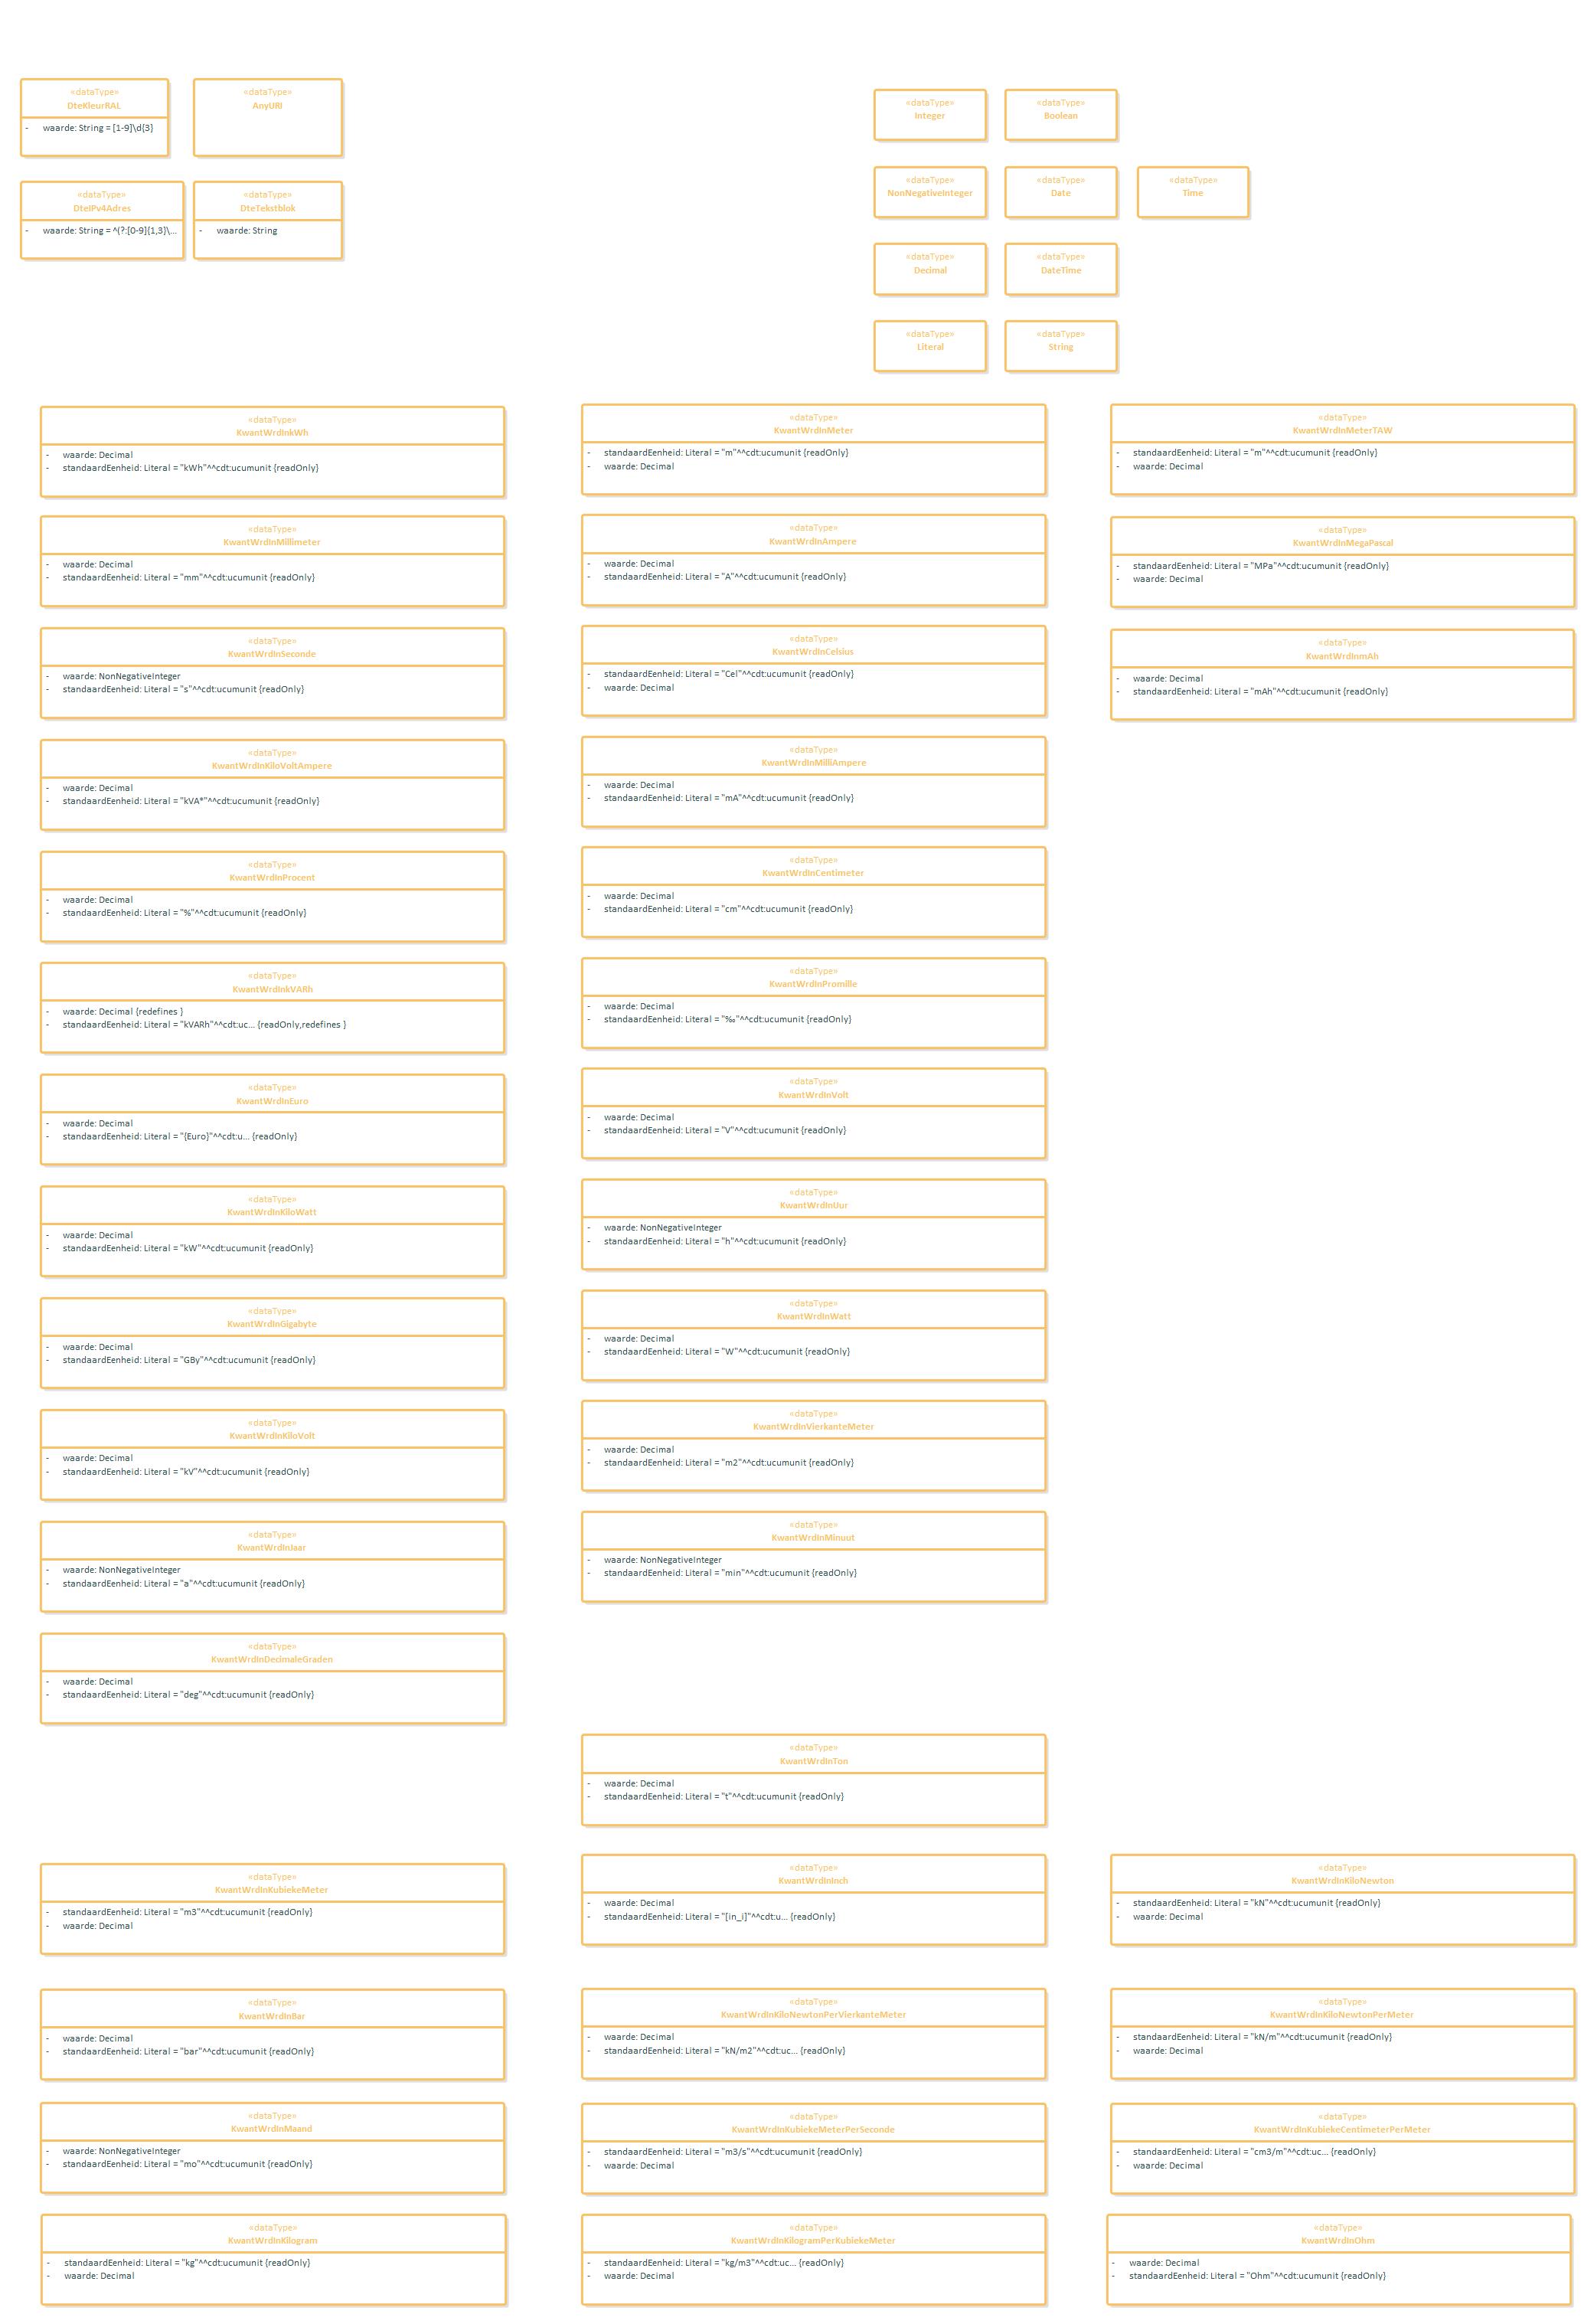 «dataType»
DteKleurRAL
- waarde: String = [1-9]\d{3}
«dataType»
AnyURI
«dataType»
DteIPv4Adres
- waarde: String = ^(?:[0-9]{1,3}\...
«dataType»
DteTekstblok
- waarde: String
«dataType»
Integer
«dataType»
Boolean
«dataType»
NonNegativeInteger
«dataType»
Date
«dataType»
Time
«dataType»
Decimal
«dataType»
DateTime
«dataType»
Literal
«dataType»
String
«dataType»
KwantWrdInkWh
- waarde: Decimal
- standaardEenheid: Literal = "kWh"^^cdt:ucumunit {readOnly}
«dataType»
KwantWrdInMeter
- standaardEenheid: Literal = "m"^^cdt:ucumunit {readOnly}
- waarde: Decimal
«dataType»
KwantWrdInMeterTAW
- standaardEenheid: Literal = "m"^^cdt:ucumunit {readOnly}
- waarde: Decimal
«dataType»
KwantWrdInMillimeter
- waarde: Decimal
- standaardEenheid: Literal = "mm"^^cdt:ucumunit {readOnly}
«dataType»
KwantWrdInAmpere
- waarde: Decimal
- standaardEenheid: Literal = "A"^^cdt:ucumunit {readOnly}
«dataType»
KwantWrdInMegaPascal
- standaardEenheid: Literal = "MPa"^^cdt:ucumunit {readOnly}
- waarde: Decimal
«dataType»
KwantWrdInSeconde
- waarde: NonNegativeInteger
- standaardEenheid: Literal = "s"^^cdt:ucumunit {readOnly}
«dataType»
KwantWrdInCelsius
- standaardEenheid: Literal = "Cel"^^cdt:ucumunit {readOnly}
- waarde: Decimal
«dataType»
KwantWrdInmAh
- waarde: Decimal
- standaardEenheid: Literal = "mAh"^^cdt:ucumunit {readOnly}
«dataType»
KwantWrdInKiloVoltAmpere
- waarde: Decimal
- standaardEenheid: Literal = "kVA*"^^cdt:ucumunit {readOnly}
«dataType»
KwantWrdInMilliAmpere
- waarde: Decimal
- standaardEenheid: Literal = "mA"^^cdt:ucumunit {readOnly}
«dataType»
KwantWrdInProcent
- waarde: Decimal
- standaardEenheid: Literal = "%"^^cdt:ucumunit {readOnly}
«dataType»
KwantWrdInCentimeter
- waarde: Decimal
- standaardEenheid: Literal = "cm"^^cdt:ucumunit {readOnly}
«dataType»
KwantWrdInkVARh
- waarde: Decimal {redefines }
- standaardEenheid: Literal = "kVARh"^^cdt:uc... {readOnly,redefines }
«dataType»
KwantWrdInPromille
- waarde: Decimal
- standaardEenheid: Literal = "‰"^^cdt:ucumunit {readOnly}
«dataType»
KwantWrdInEuro
- waarde: Decimal
- standaardEenheid: Literal = "{Euro}"^^cdt:u... {readOnly}
«dataType»
KwantWrdInVolt
- waarde: Decimal
- standaardEenheid: Literal = "V"^^cdt:ucumunit {readOnly}
«dataType»
KwantWrdInKiloWatt
- waarde: Decimal
- standaardEenheid: Literal = "kW"^^cdt:ucumunit {readOnly}
«dataType»
KwantWrdInUur
- waarde: NonNegativeInteger
- standaardEenheid: Literal = "h"^^cdt:ucumunit {readOnly}
«dataType»
KwantWrdInGigabyte
- waarde: Decimal
- standaardEenheid: Literal = "GBy"^^cdt:ucumunit {readOnly}
«dataType»
KwantWrdInWatt
- waarde: Decimal
- standaardEenheid: Literal = "W"^^cdt:ucumunit {readOnly}
«dataType»
KwantWrdInKiloVolt
- waarde: Decimal
- standaardEenheid: Literal = "kV"^^cdt:ucumunit {readOnly}
«dataType»
KwantWrdInVierkanteMeter
- waarde: Decimal
- standaardEenheid: Literal = "m2"^^cdt:ucumunit {readOnly}
«dataType»
KwantWrdInJaar
- waarde: NonNegativeInteger
- standaardEenheid: Literal = "a"^^cdt:ucumunit {readOnly}
«dataType»
KwantWrdInMinuut
- waarde: NonNegativeInteger
- standaardEenheid: Literal = "min"^^cdt:ucumunit {readOnly}
«dataType»
KwantWrdInDecimaleGraden
- waarde: Decimal
- standaardEenheid: Literal = "deg"^^cdt:ucumunit {readOnly}
«dataType»
KwantWrdInTon
- waarde: Decimal
- standaardEenheid: Literal = "t"^^cdt:ucumunit {readOnly}
«dataType»
KwantWrdInKubiekeMeter
- standaardEenheid: Literal = "m3"^^cdt:ucumunit {readOnly}
- waarde: Decimal
«dataType»
KwantWrdInInch
- waarde: Decimal
- standaardEenheid: Literal = "[in_i]"^^cdt:u... {readOnly}
«dataType»
KwantWrdInKiloNewton
- standaardEenheid: Literal = "kN"^^cdt:ucumunit {readOnly}
- waarde: Decimal
«dataType»
KwantWrdInBar
- waarde: Decimal
- standaardEenheid: Literal = "bar"^^cdt:ucumunit {readOnly}
«dataType»
KwantWrdInKiloNewtonPerVierkanteMeter
- waarde: Decimal
- standaardEenheid: Literal = "kN/m2"^^cdt:uc... {readOnly}
«dataType»
KwantWrdInKiloNewtonPerMeter
- standaardEenheid: Literal = "kN/m"^^cdt:ucumunit {readOnly}
- waarde: Decimal
«dataType»
KwantWrdInMaand
- waarde: NonNegativeInteger
- standaardEenheid: Literal = "mo"^^cdt:ucumunit {readOnly}
«dataType»
KwantWrdInKubiekeMeterPerSeconde
- standaardEenheid: Literal = "m3/s"^^cdt:ucumunit {readOnly}
- waarde: Decimal
«dataType»
KwantWrdInKubiekeCentimeterPerMeter
- standaardEenheid: Literal = "cm3/m"^^cdt:uc... {readOnly}
- waarde: Decimal
«dataType»
KwantWrdInKilogram
- standaardEenheid: Literal = "kg"^^cdt:ucumunit {readOnly}
- waarde: Decimal
«dataType»
KwantWrdInKilogramPerKubiekeMeter
- standaardEenheid: Literal = "kg/m3"^^cdt:uc... {readOnly}
- waarde: Decimal
«dataType»
KwantWrdInOhm
- waarde: Decimal
- standaardEenheid: Literal = "Ohm"^^cdt:ucumunit {readOnly}